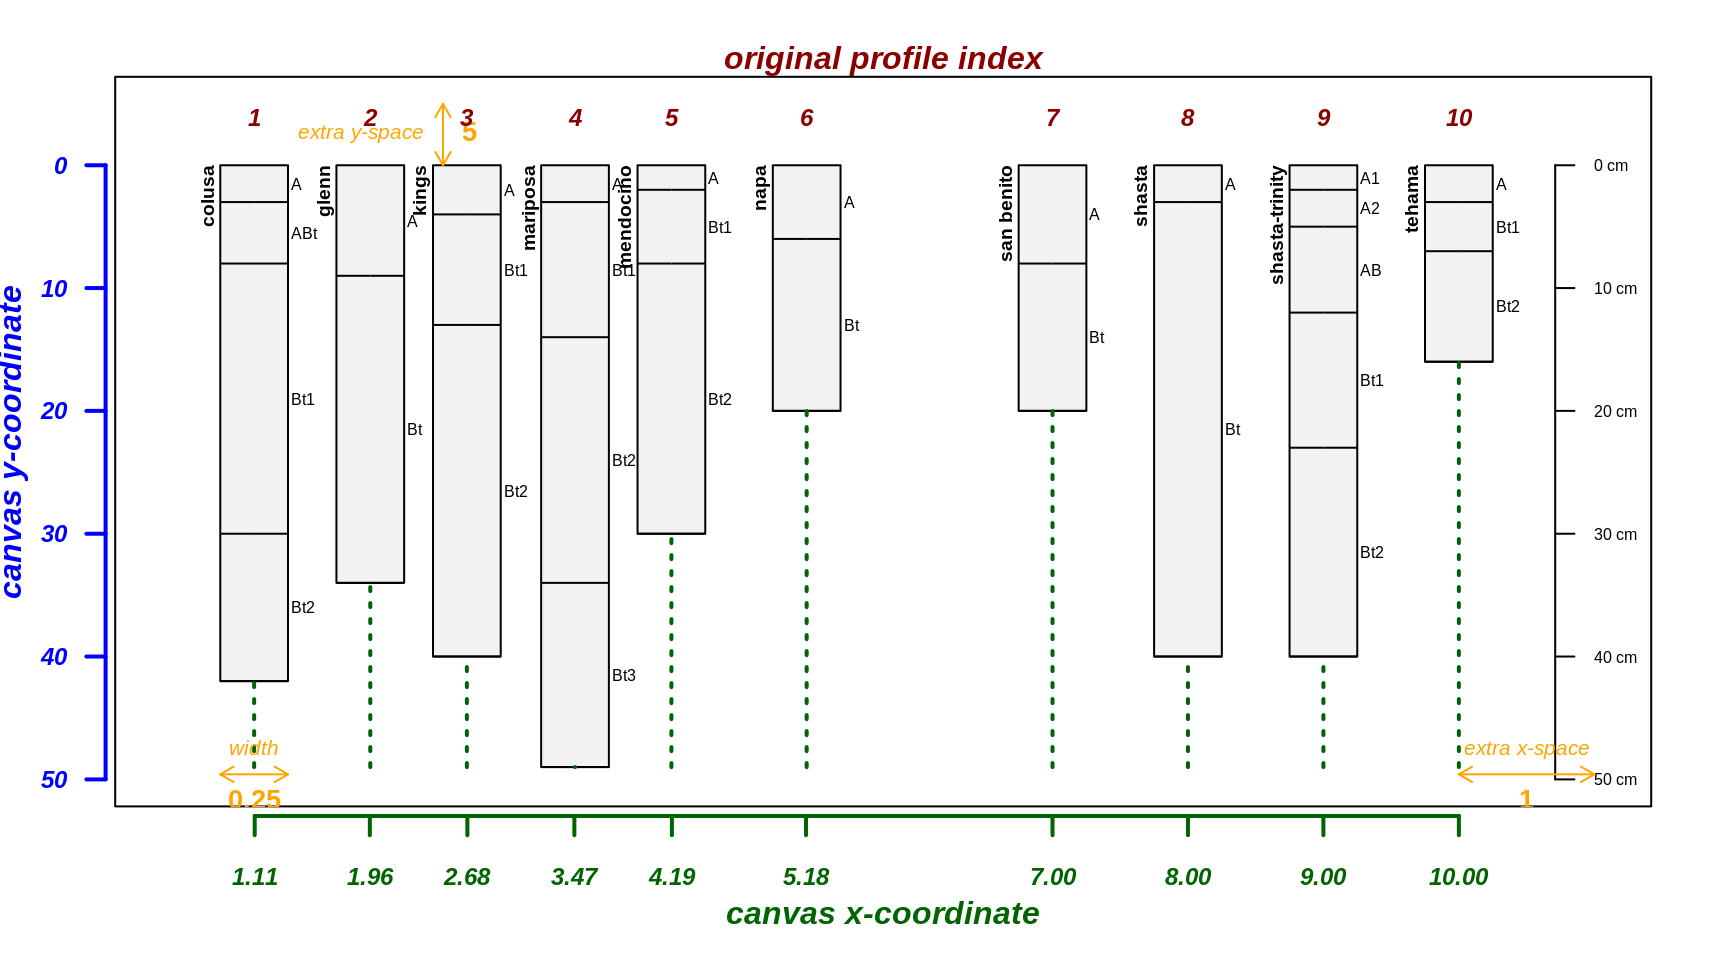 original profile index
1 2 3 4 5 6 7 8 9 10
extra y-space 5
canvas y-coordinate
0
10
20
30
40
50
colusa
A
ABt
Bt1
Bt2
glenn
A
Bt
kings
A
Bt1
Bt2
mariposa
A
Bt1
Bt2
Bt3
mendocino
A
Bt1
Bt2
napa
A
Bt
san benito
A
Bt
shasta
A
Bt
shasta-trinity
A1
A2
AB
Bt1
Bt2
tehama
A
Bt1
Bt2
0 cm
10 cm
20 cm
30 cm
40 cm
50 cm
width
0.25
extra x-space
1
1.11 1.96 2.68 3.47 4.19 5.18 7.00 8.00 9.00 10.00
canvas x-coordinate